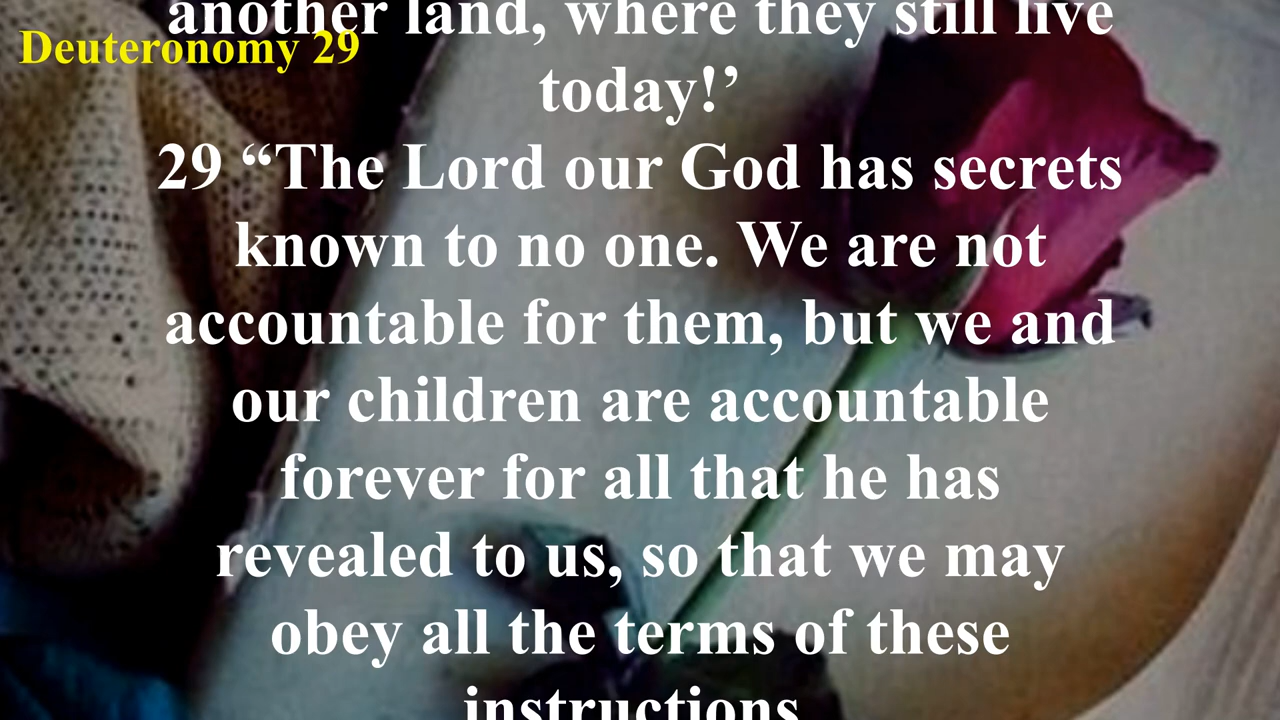 another land, where they still live
Deuteronomy 29
today!’
29 “The Lord our God has secrets
known to no one. We are not
accountable for them, but we and
our children are accountable
forever for all that he has
revealed to us, so that we may
obey all the terms of these
instructions